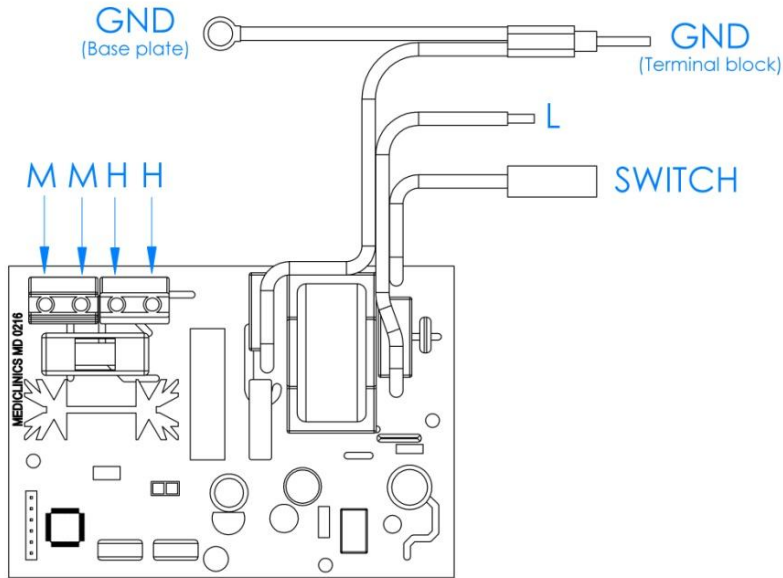 GND
(Base plate)
GND
(Terminal block)
L
M M H H
SWITCH
MEDICLINICS MD 0216